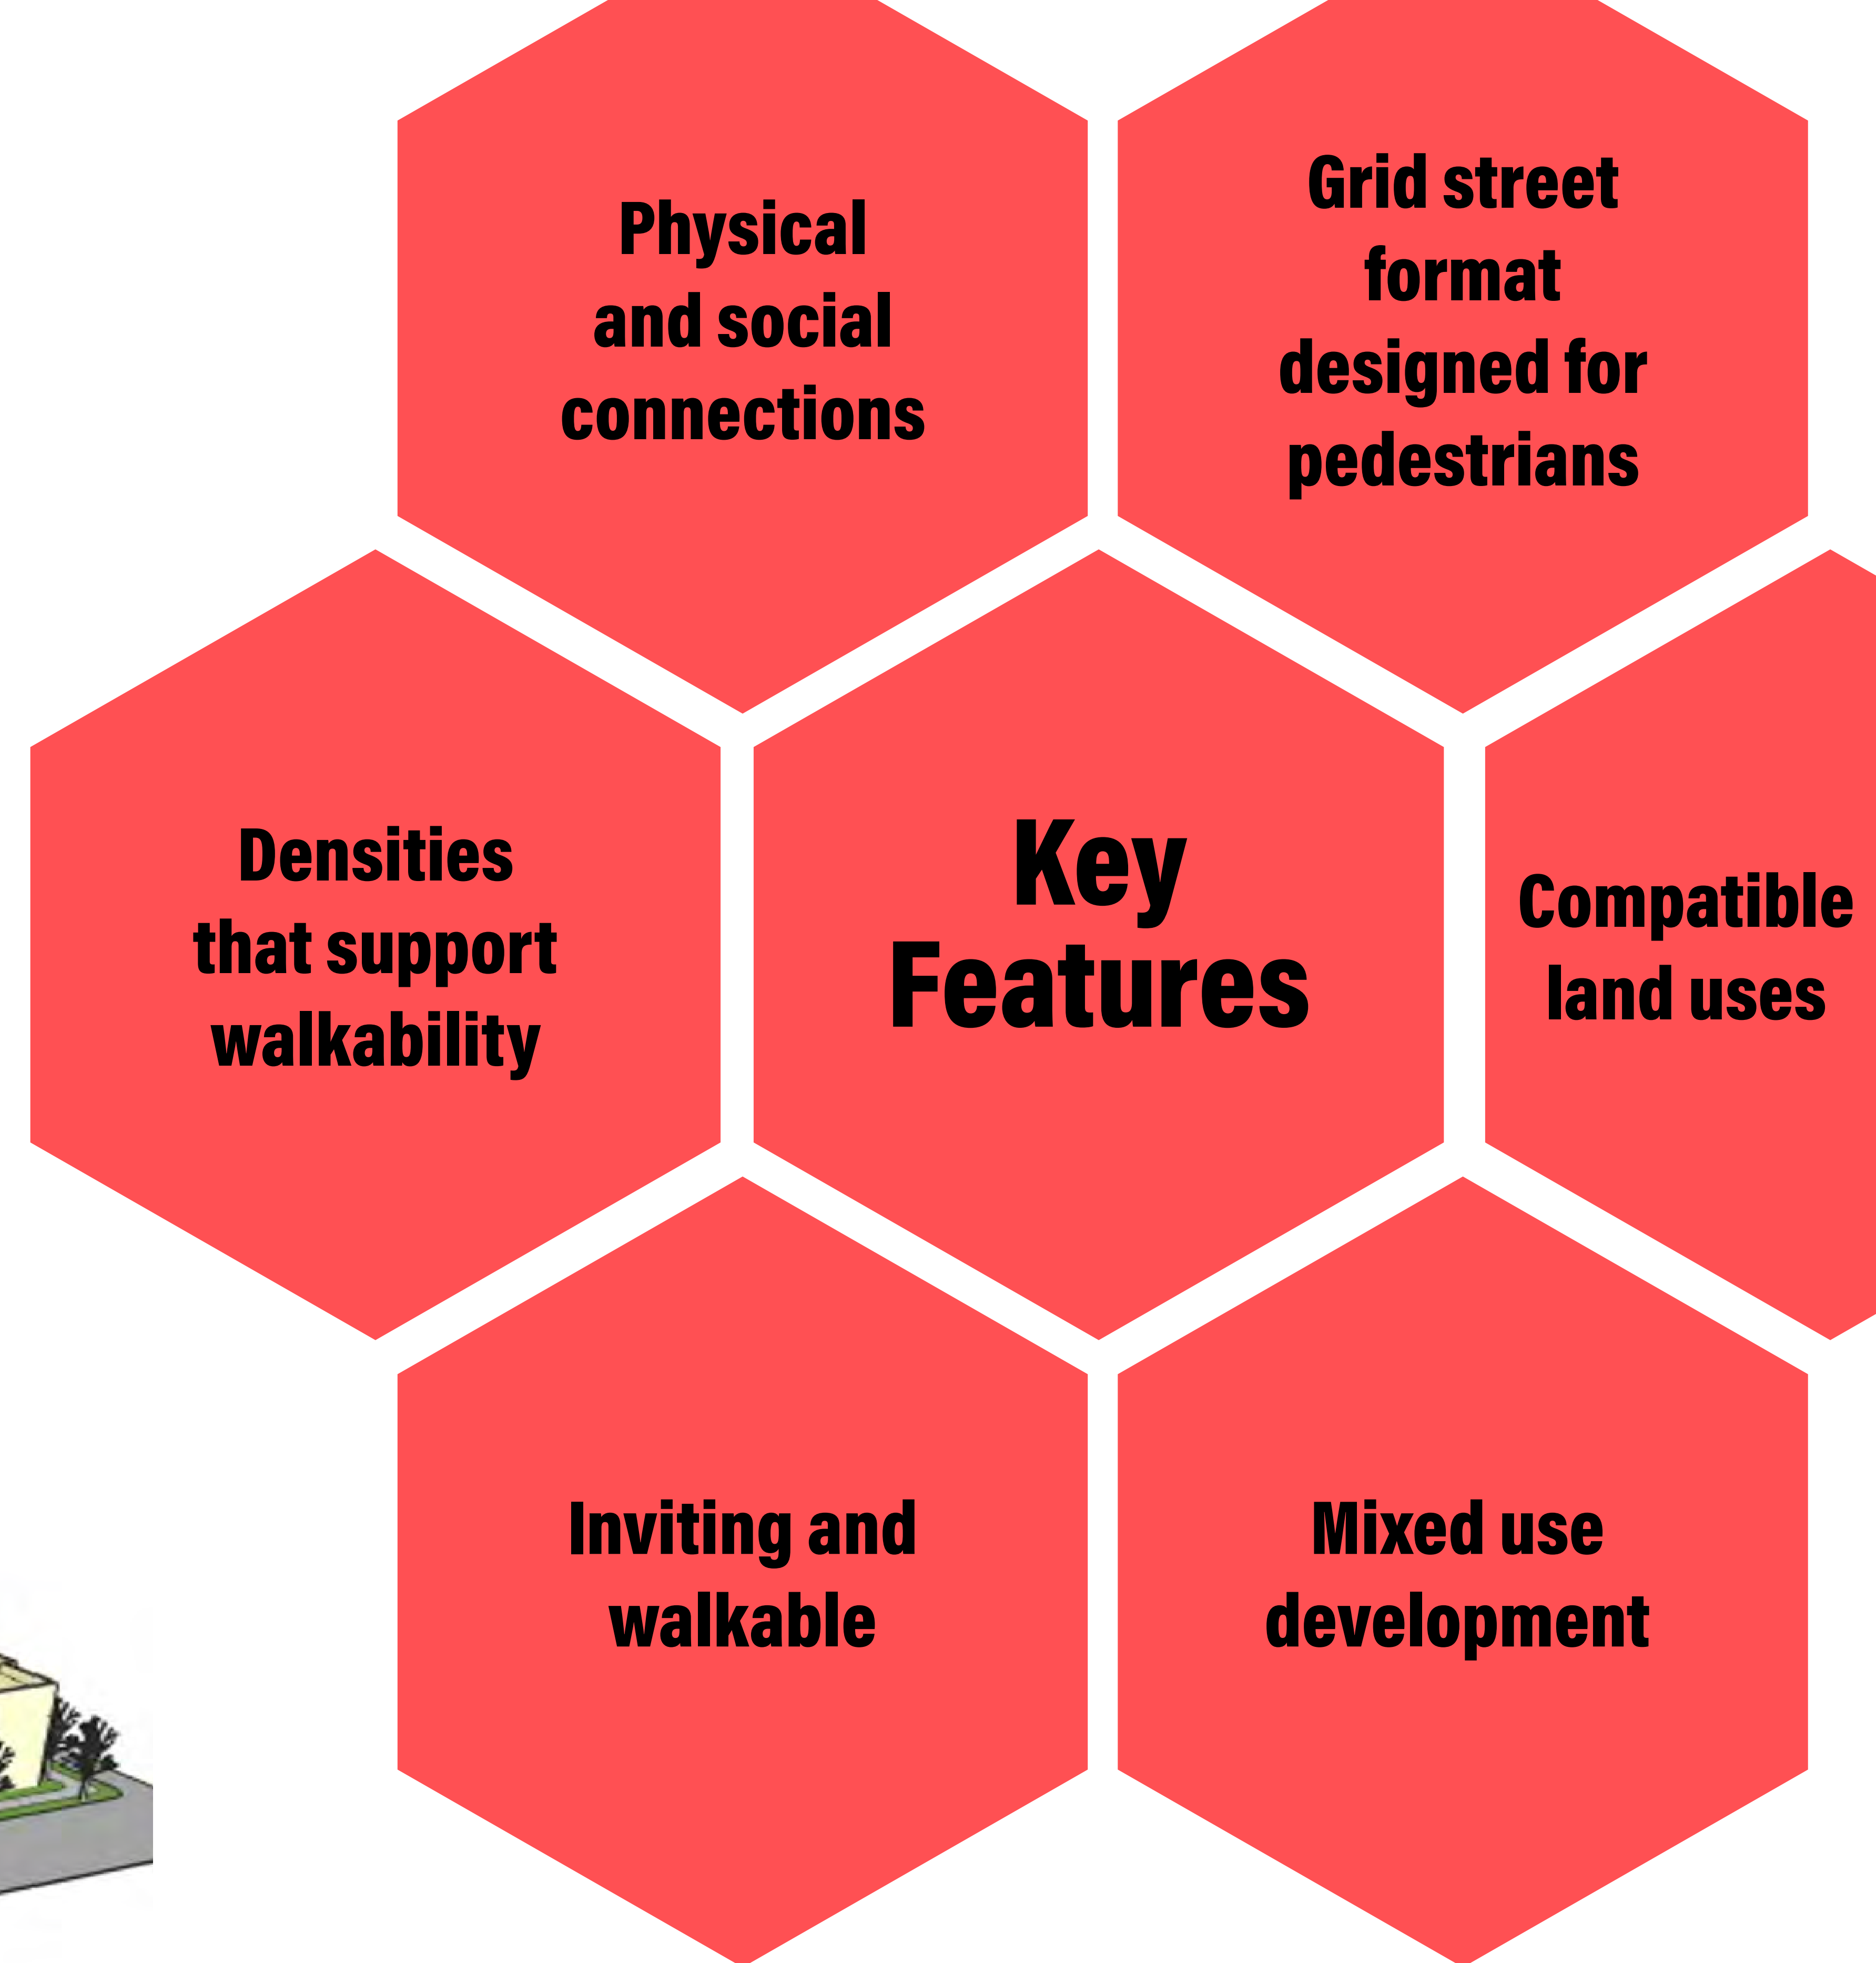 Physical
and social
connections
Grid street
format
designed for
pedestrians
Densities
that support
walkability
Key
Features
Compatible
land uses
Inviting and
walkable
Mixed use
development